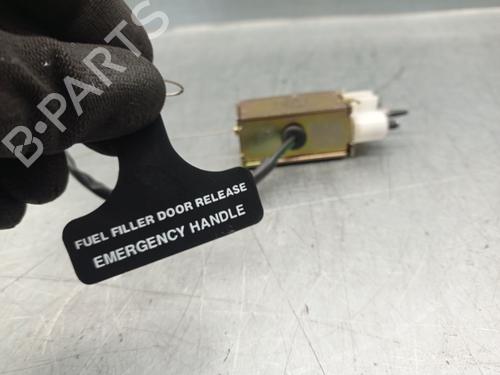 B-PARTS
FUEL FILLER DOOR RELEASE
EMERGENCY HANDLE